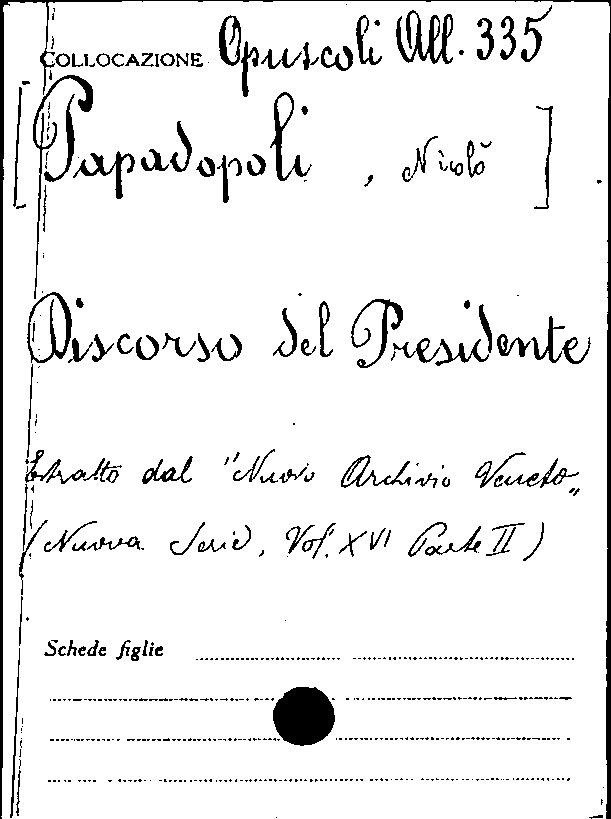 COLLOCAZIONE Opuscoli All. 335
[Papadopoli, Nicolò]
Discorso del Presidente
Estratto dal "Nuovo Archivio Veneto„
(Nuova Serie, Vol. XVI Parte II)
Schede figlie